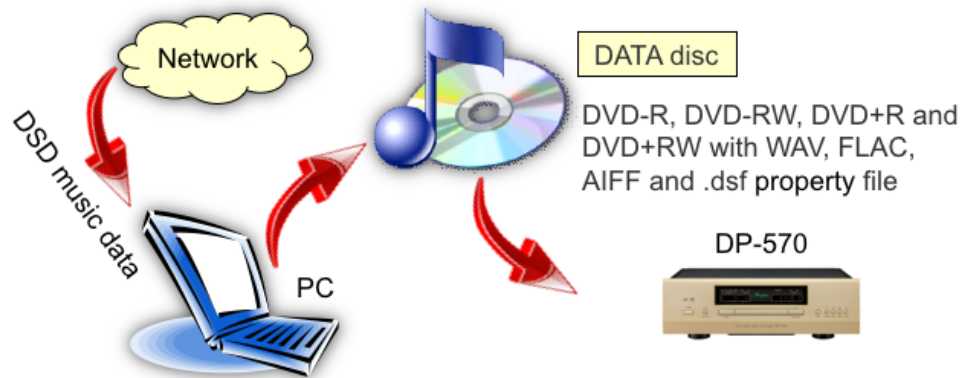 Network
DATA disc
DVD-R, DVD-RW, DVD+R and
DVD+RW with WAV, FLAC,
AIFF and .dsf property file
DSD music data
PC
DP-570